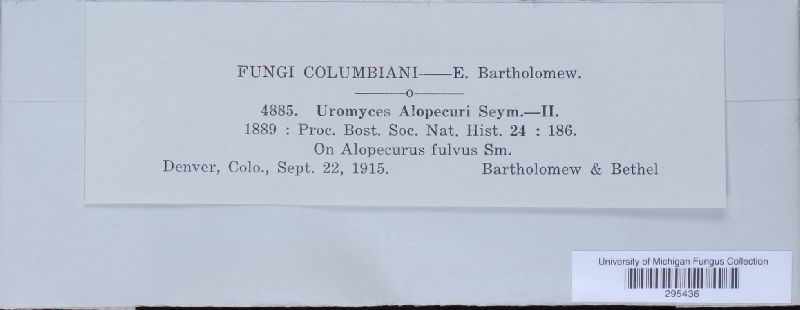 FUNGI COLUMBIANI——E. Bartholomew.
———o———
4885. Uromyces Alopecuri Seym.—II.
1889 : Proc. Bost. Soc. Nat. Hist. 24 : 186.
On Alopecurus fulvus Sm.
Denver, Colo., Sept. 22, 1915. Bartholomew & Bethel
University of Michigan Fungus Collection
295436